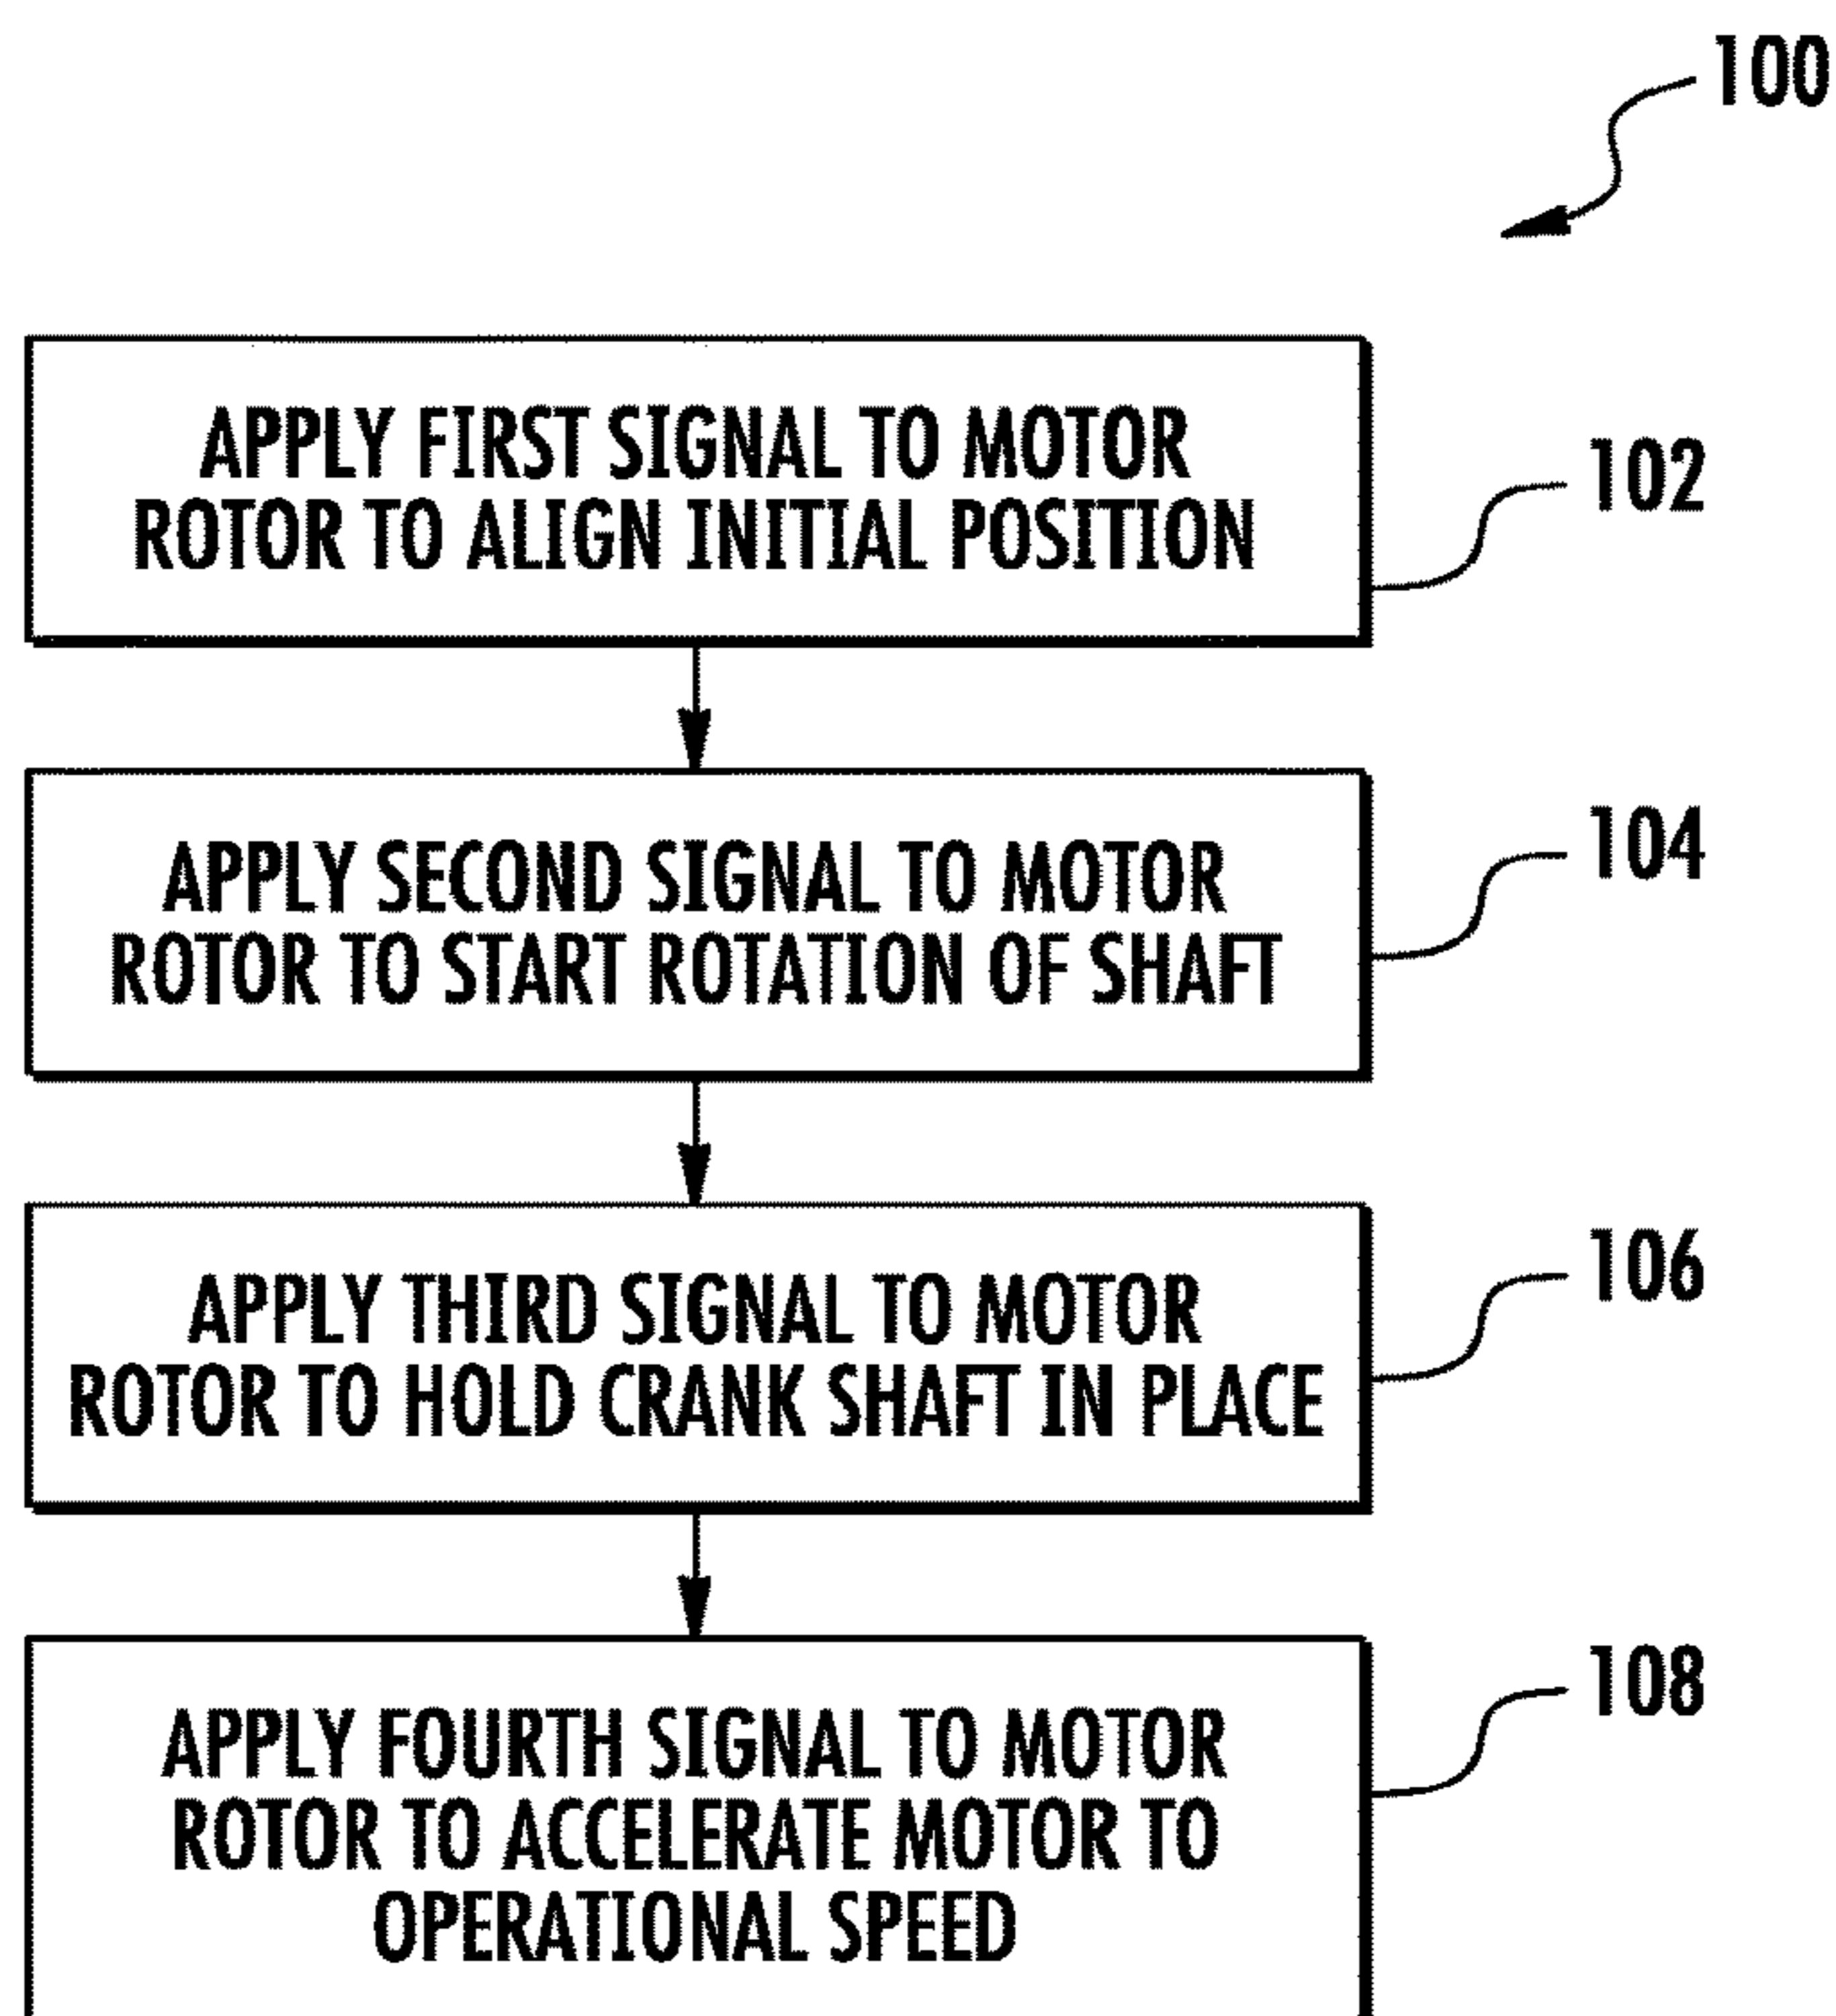 100
APPLY FIRST SIGNAL TO MOTOR
ROTOR TO ALIGN INITIAL POSITION
102
APPLY SECOND SIGNAL TO MOTOR
ROTOR TO START ROTATION OF SHAFT
104
APPLY THIRD SIGNAL TO MOTOR
ROTOR TO HOLD CRANK SHAFT IN PLACE
106
APPLY FOURTH SIGNAL TO MOTOR
ROTOR TO ACCELERATE MOTOR TO
OPERATIONAL SPEED
108